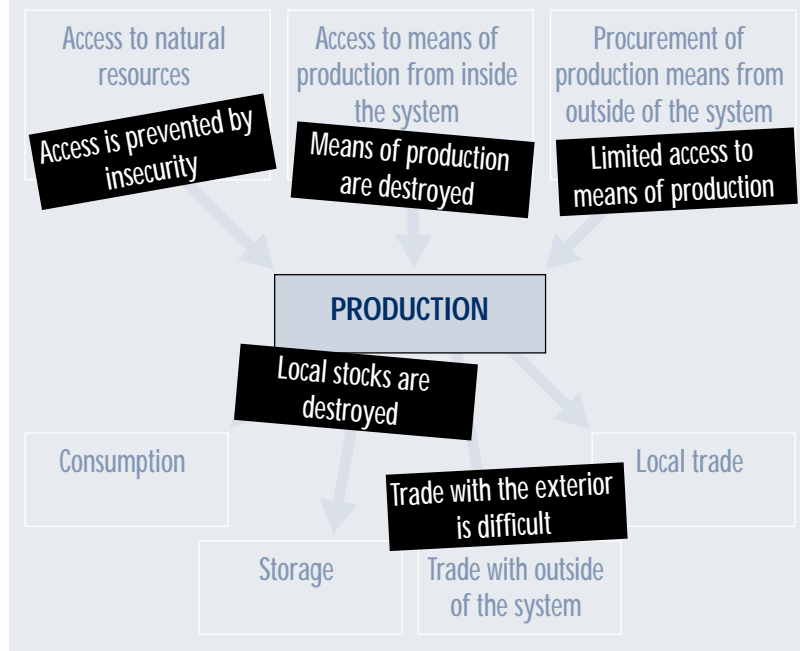 Access to natural
resources
Access is prevented by
insecurity
Access to means of
production from inside
the system
Means of production
are destroyed
Procurement of
production means from
outside of the system
Limited access to
means of production
PRODUCTION
Local stocks are
destroyed
Consumption
Storage
Trade with the exterior
is difficult
Trade with outside
of the system
Local trade